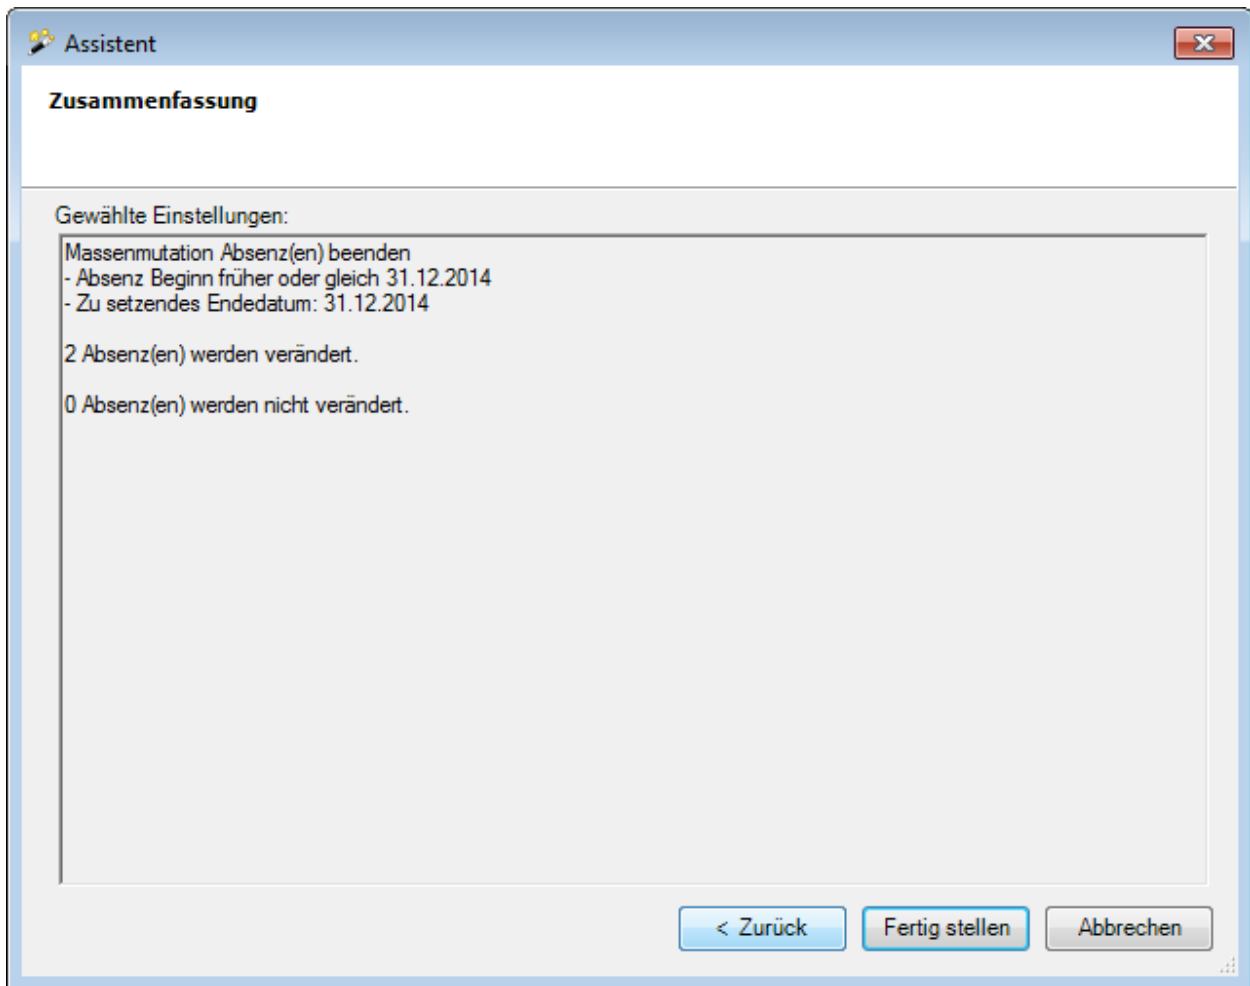 Assistent
Zusammenfassung
Gewählte Einstellungen:
Massenmutation Absenz(en) beenden
- Absenz Beginn früher oder gleich 31.12.2014
- Zu setzendes Endedatum: 31.12.2014
2 Absenz(en) werden verändert.
0 Absenz(en) werden nicht verändert.
< Zurück Fertig stellen Abbrechen